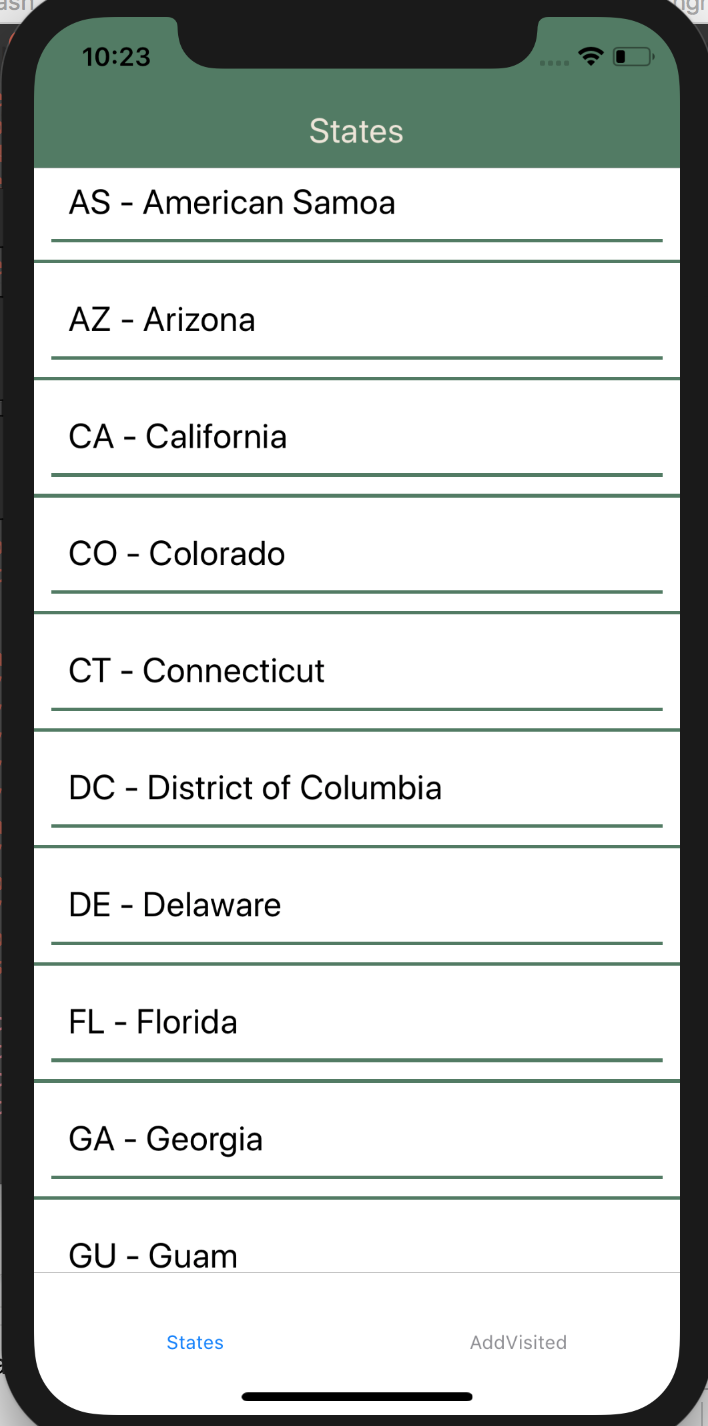 10:23
States
AS - American Samoa
AZ - Arizona
CA - California
CO - Colorado
CT - Connecticut
DC - District of Columbia
DE - Delaware
FL - Florida
GA - Georgia
GU - Guam
States
AddVisited